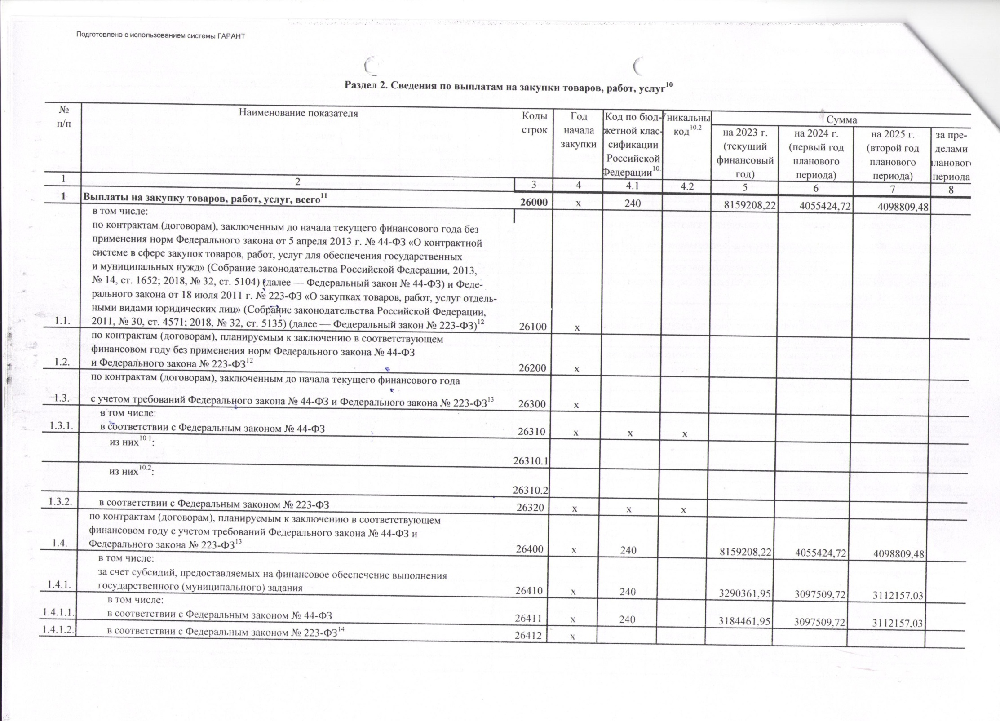 Подготовлено с использованием системы ГАРАНТ
Раздел 2. Сведения по выплатам на закупки товаров, работ, услуг10
№ п/п
Наименование показателя
Коды строк
Год начала закупки
Код по бюд-
жетной клас-
сификации
Российской
Федерации10.
никальны
код10.2
Сумма
на 2023 г.
(текущий
финансовый
год)
на 2024 г.
(первый год
планового
периода)
на 2025 г.
(второй год
планового
периода)
за пре-
делами
лановог
периода
1 2 3 4 4.1 4.2 5 6 7 8
1 Выплаты на закупку товаров, работ, услуг, всего11 26000 х 240 8159208,22 4055424,72 4098809,48
в том числе:
по контрактам (договорам), заключенным до начала текущего финансового года без
применения норм Федерального закона от 5 апреля 2013 г. № 44-ФЗ «О контрактной
системе в сфере закупок товаров, работ, услуг для обеспечения государственных
и муниципальных нужд» (Собрание законодательства Российской Федерации, 2013,
№ 14, ст. 1652; 2018, № 32, ст. 5104) (далее — Федеральный закон № 44-ФЗ) и Феде-
рального закона от 18 июля 2011 г. № 223-ФЗ «О закупках товаров, работ, услуг отдель-
ными видами юридических лиц» (Собрание законодательства Российской Федерации,
1.1. 2011, № 30, ст. 4571; 2018, № 32, ст. 5135) (далее — Федеральный закон № 223-ФЗ)12 26100 х
по контрактам (договорам), планируемым к заключению в соответствующем
финансовом году без применения норм Федерального закона № 44-ФЗ
1.2. и Федерального закона № 223-ФЗ12 26200 х
по контрактам (договорам), заключенным до начала текущего финансового года
1.3. с учетом требований Федерального закона № 44-ФЗ и Федерального закона № 223-ФЗ13 26300 х
в том числе:
1.3.1. в соответствии с Федеральным законом № 44-ФЗ 26310 х х х
из них10.1:
26310.1
из них10.2:
26310.2
1.3.2. в соответствии с Федеральным законом № 223-ФЗ 26320 х х х
по контрактам (договорам), планируемым к заключению в соответствующем
финансовом году с учетом требований Федерального закона № 44-ФЗ и
1.4. Федерального закона № 223-ФЗ13 26400 х 240 8159208,22 4055424,72 4098809,48
в том числе:
за счет субсидий, предоставляемых на финансовое обеспечение выполнения
1.4.1. государственного (муниципального) задания 26410 х 240 3290361,95 3097509,72 3112157,03
в том числе:
1.4.1.1. в соответствии с Федеральным законом № 44-ФЗ 26411 х 240 3184461,95 3097509,72 3112157,03
1.4.1.2. в соответствии с Федеральным законом № 223-ФЗ14 26412 х